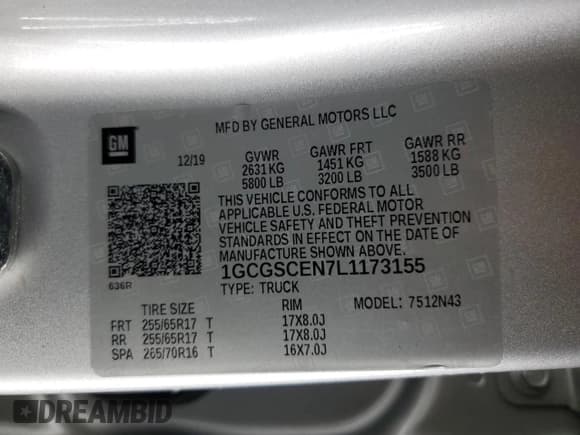 MFD BY GENERAL MOTORS LLC
GM
12/19 GVWR GAWR FRT GAWR RR
2631 KG 1451 KG 1588 KG
5800 LB 3200 LB 3500 LB
THIS VEHICLE CONFORMS TO ALL
APPLICABLE U.S. FEDERAL MOTOR
VEHICLE SAFETY AND THEFT PREVENTION
STANDARDS IN EFFECT ON THE DATE OF
MANUFACTURE SHOWN ABOVE.
1GCGSCEN7L1173155
636R
TYPE: TRUCK
TIRE SIZE RIM MODEL: 7512N43
FRT 255/65R17 T 17X8.0J
RR 255/65R17 T 17X8.0J
SPA 265/70R16 T 16X7.0J
DREAMBID